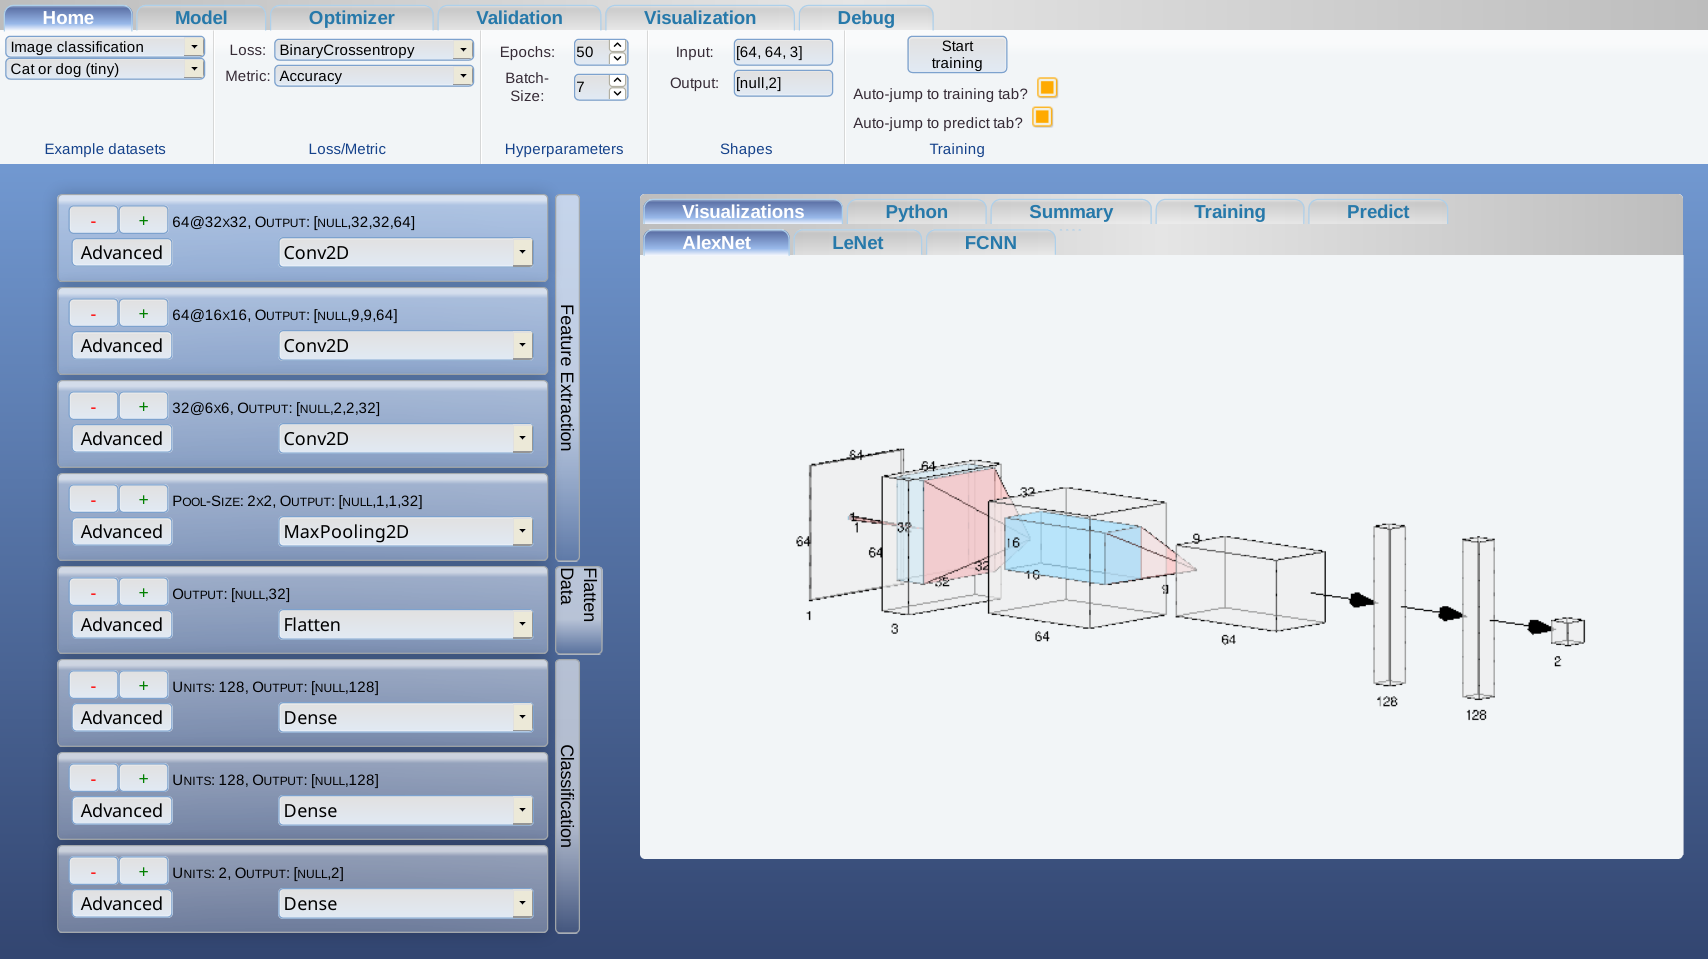 Home Model Optimizer Validation Visualization Debug
Image classification
Cat or dog (tiny)
Example datasets
Loss: BinaryCrossentropy
Metric: Accuracy
Loss/Metric
Epochs: 50
Batch-
Size: 7
Hyperparameters
Input: [64, 64, 3]
Output: [null,2]
Shapes
Start
training
Auto-jump to training tab?
Auto-jump to predict tab?
Training
- + 64@32x32, Output: [null,32,32,64]
Advanced Conv2D
- + 64@16x16, Output: [null,9,9,64]
Advanced Conv2D
- + 32@6x6, Output: [null,2,2,32]
Advanced Conv2D
- + Pool-Size: 2x2, Output: [null,1,1,32]
Advanced MaxPooling2D
Feature Extraction
- + Output: [null,32]
Advanced Flatten
Flatten
Data
- + Units: 128, Output: [null,128]
Advanced Dense
- + Units: 128, Output: [null,128]
Advanced Dense
- + Units: 2, Output: [null,2]
Advanced Dense
Classification
Visualizations Python Summary Training Predict
AlexNet LeNet FCNN
64
64
32
1
1
32
64
64
16
9
32
32
16
9
1
3
64
64
2
128
128